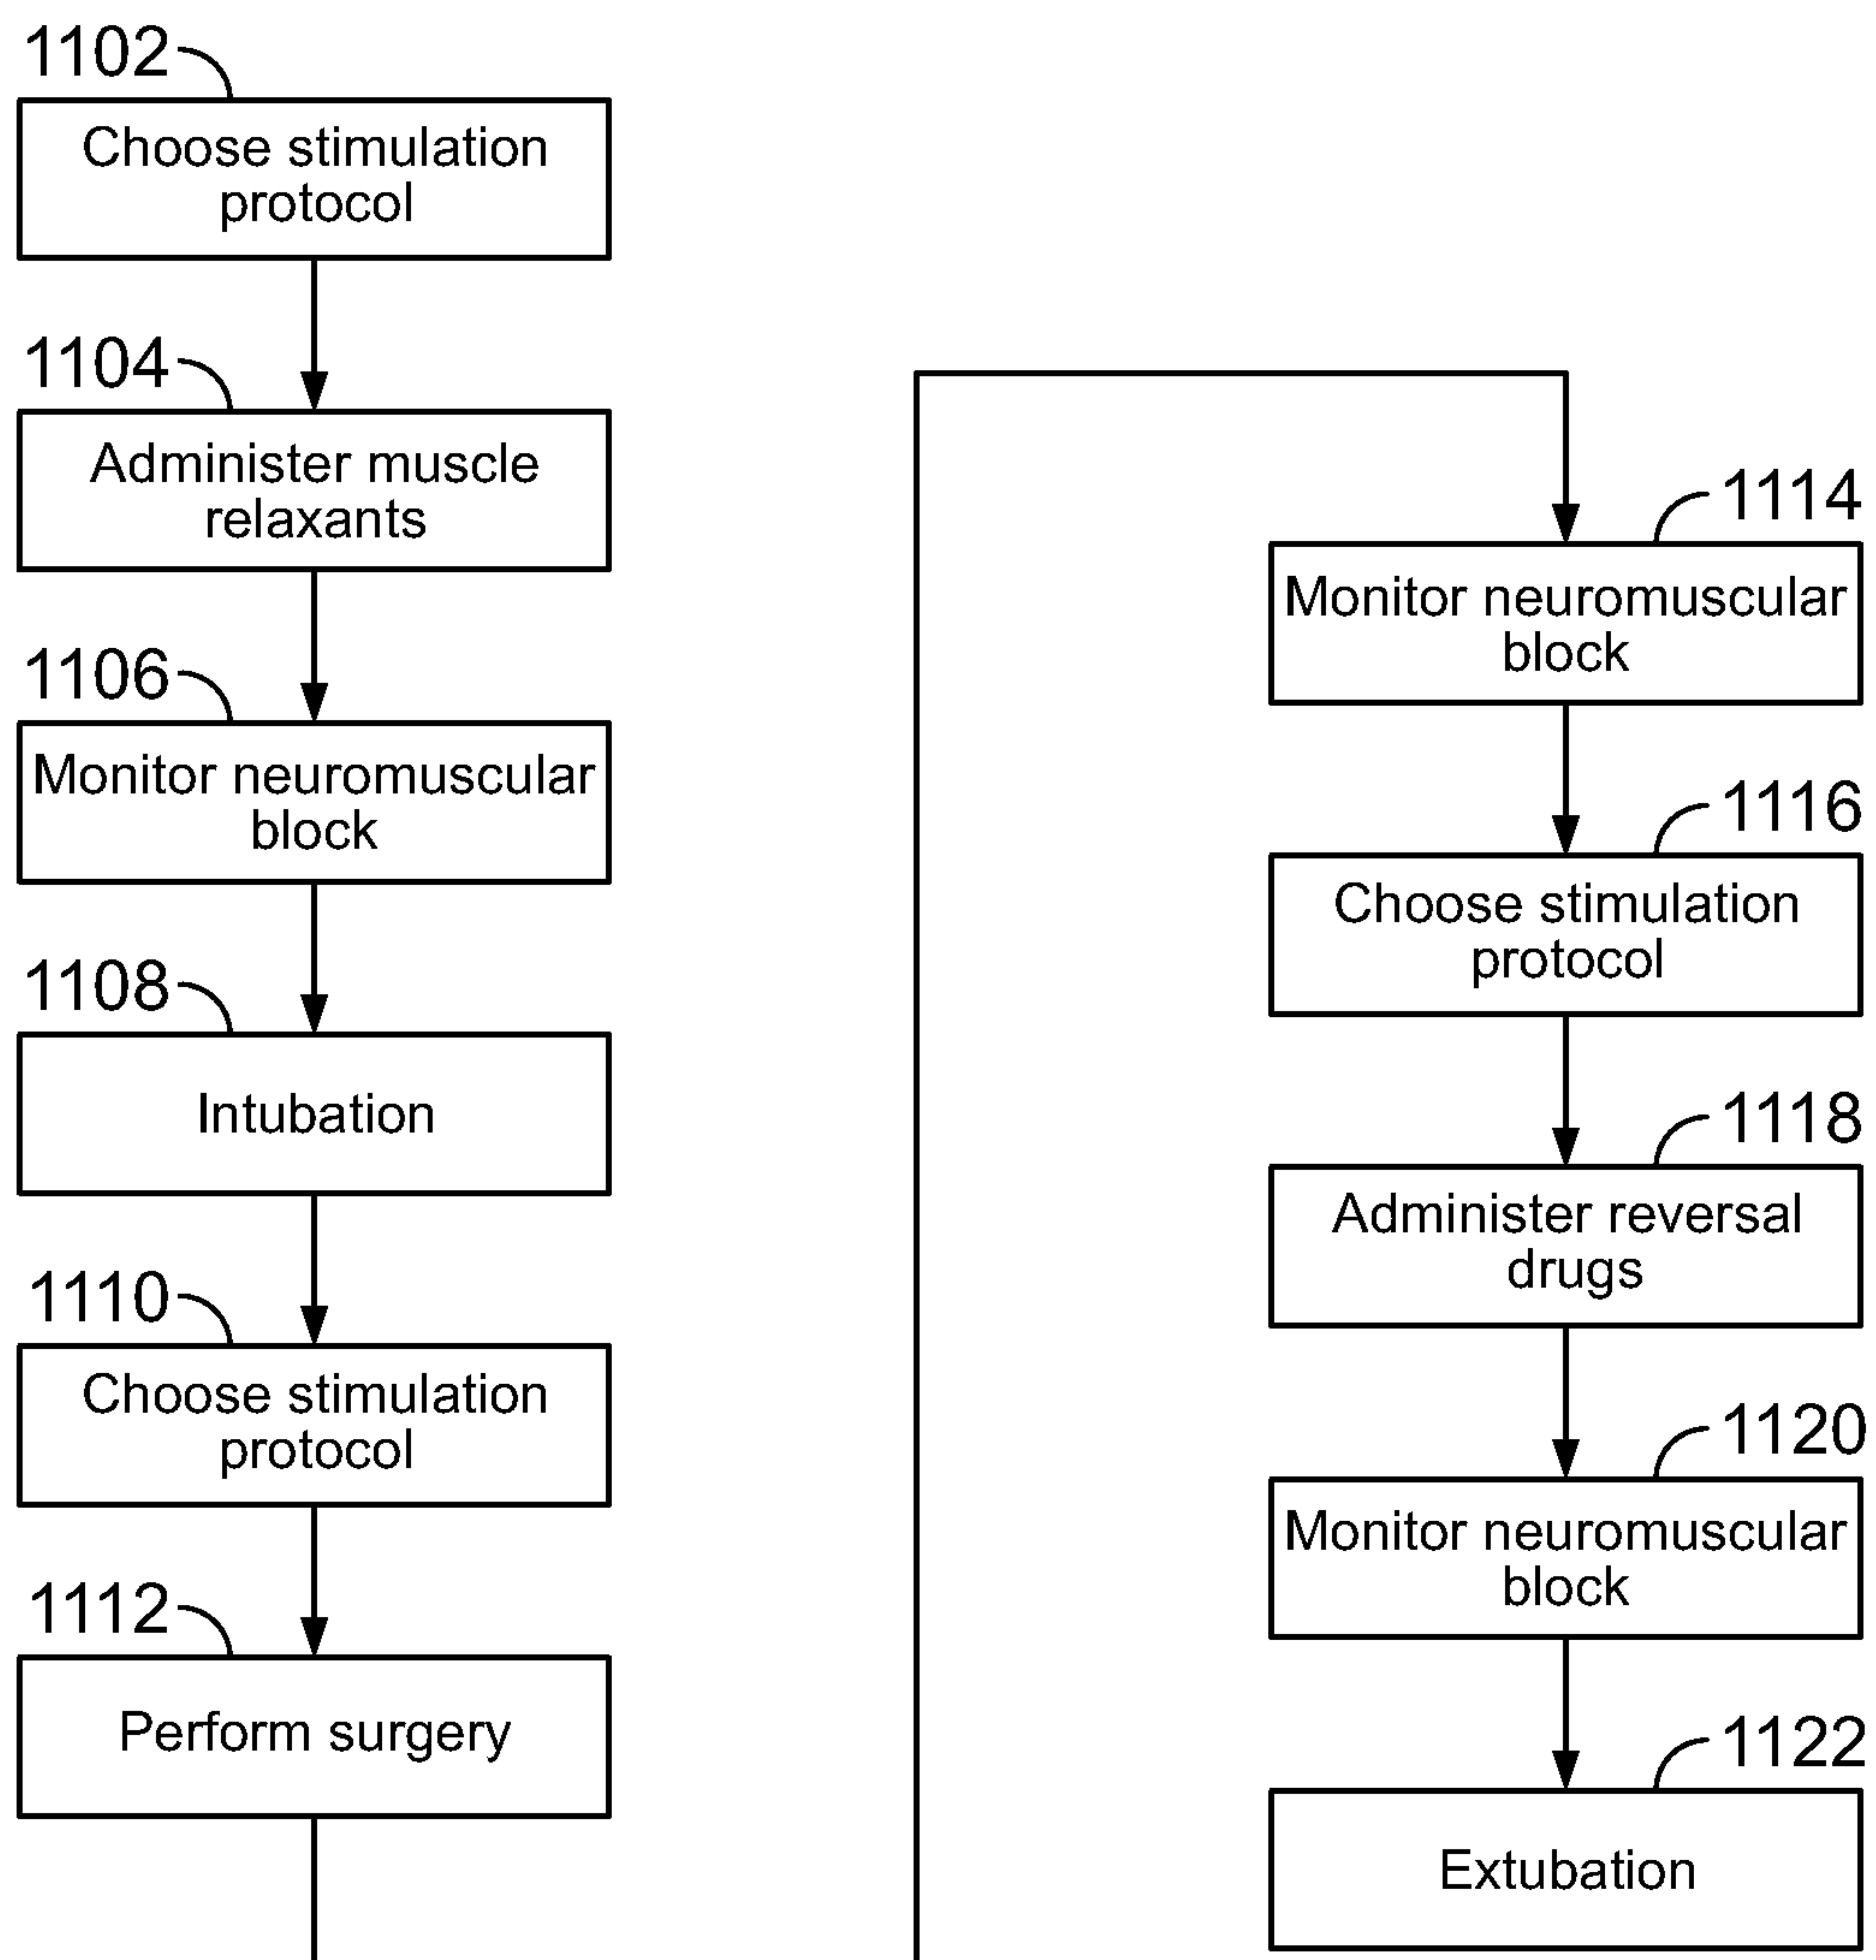 1102
Choose stimulation
protocol
1104
Administer muscle
relaxants
1106
Monitor neuromuscular
block
1108
Intubation
1110
Choose stimulation
protocol
1112
Perform surgery
1114
Monitor neuromuscular
block
1116
Choose stimulation
protocol
1118
Administer reversal
drugs
1120
Monitor neuromuscular
block
1122
Extubation